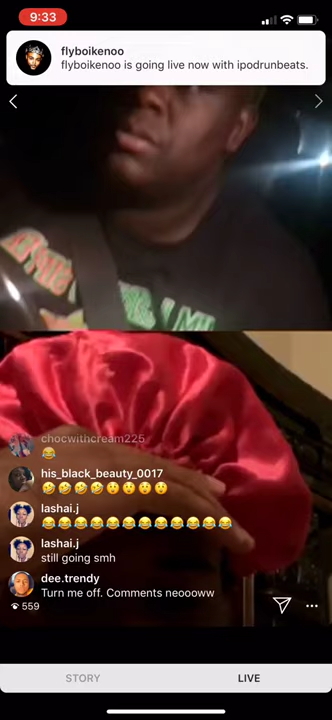 9:33
flyboikenoo
flyboikenoo is going live now with ipodrunbeats.
chocwithcream225
😂
his_black_beauty_0017
🤣🤣🤣🤣😲😲😲😲
lashai.j
😂😂😂😂😂😂😂😂😂😂😂😂
lashai.j
still going smh
dee.trendy
Turn me off. Comments neoooww
559
STORY LIVE